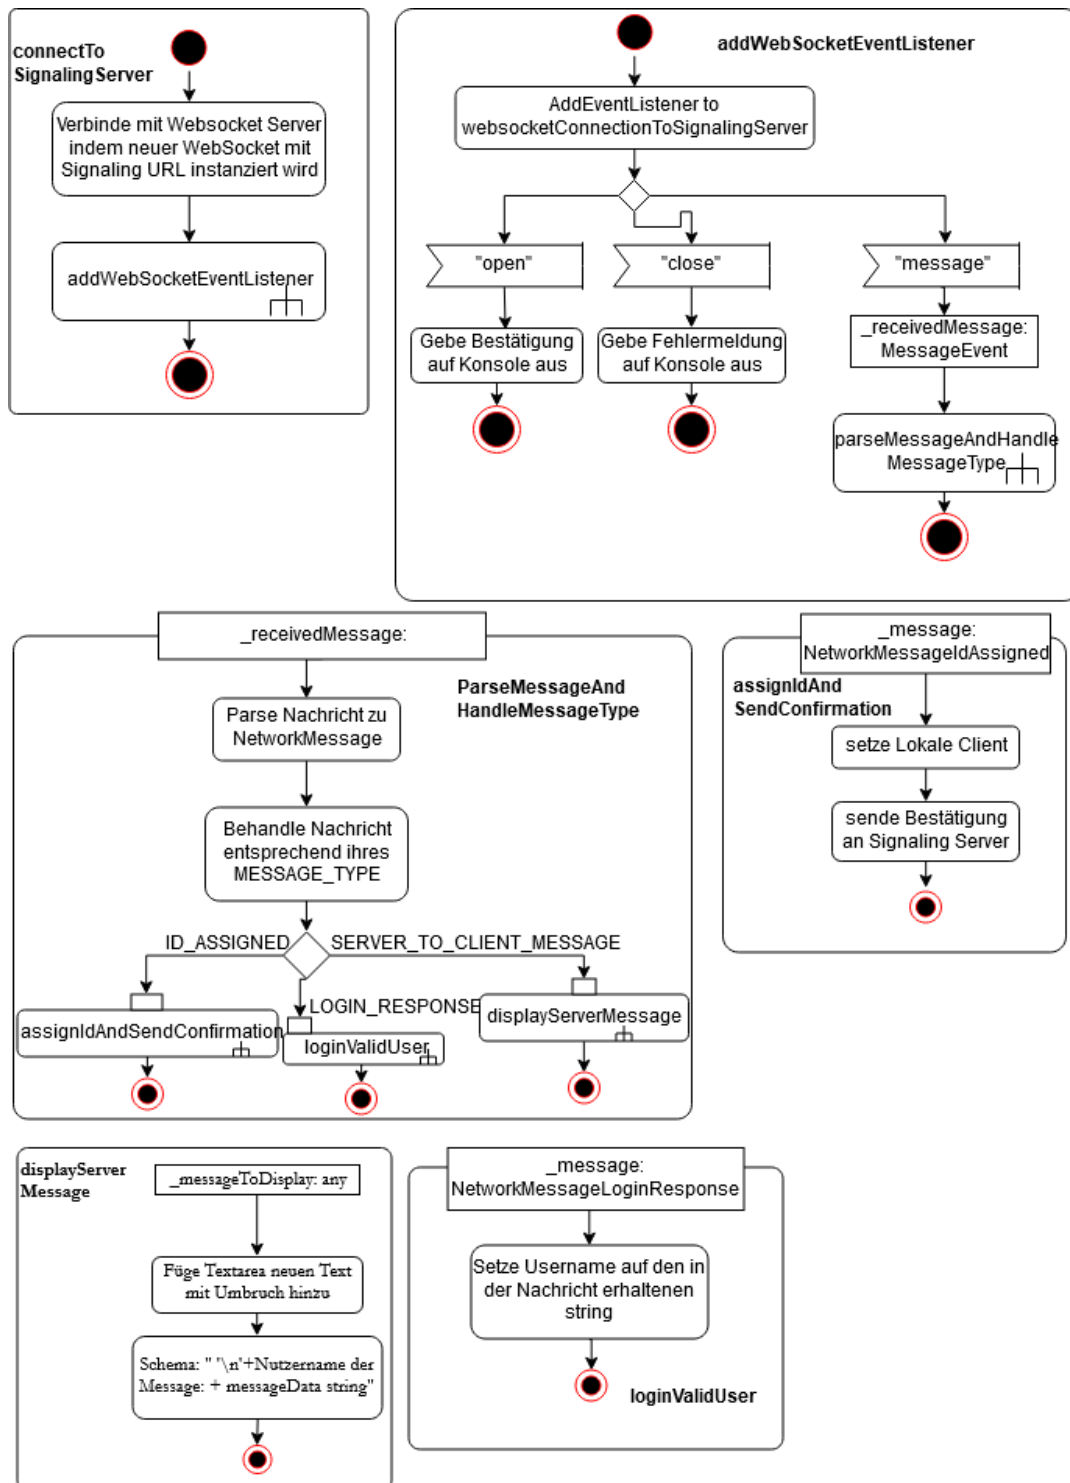 connectTo
SignalingServer
Verbinde mit Websocket Server
indem neuer WebSocket mit
Signaling URL instanziert wird
addWebSocketEventListener
addWebSocketEventListener
AddEventListener to
websocketConnectionToSignalingServer
"open"
"close"
"message"
Gebe Bestätigung
auf Konsole aus
Gebe Fehlermeldung
auf Konsole aus
_receivedMessage:
MessageEvent
parseMessageAndHandle
MessageType
_receivedMessage:
ParseMessageAnd
HandleMessageType
Parse Nachricht zu
NetworkMessage
Behandle Nachricht
entsprechend ihres
MESSAGE_TYPE
ID_ASSIGNED
SERVER_TO_CLIENT_MESSAGE
LOGIN_RESPONSE
assignIdAndSendConfirmation
loginValidUser
displayServerMessage
_message:
NetworkMessageIdAssigned
assignIdAnd
SendConfirmation
setze Lokale Client
sende Bestätigung
an Signaling Server
displayServer
Message
_messageToDisplay: any
Füge Textarea neuen Text
mit Umbruch hinzu
Schema: " '\n'+Nutzername der
Message: + messageData string"
_message:
NetworkMessageLoginResponse
Setze Username auf den in
der Nachricht erhaltenen
string
loginValidUser